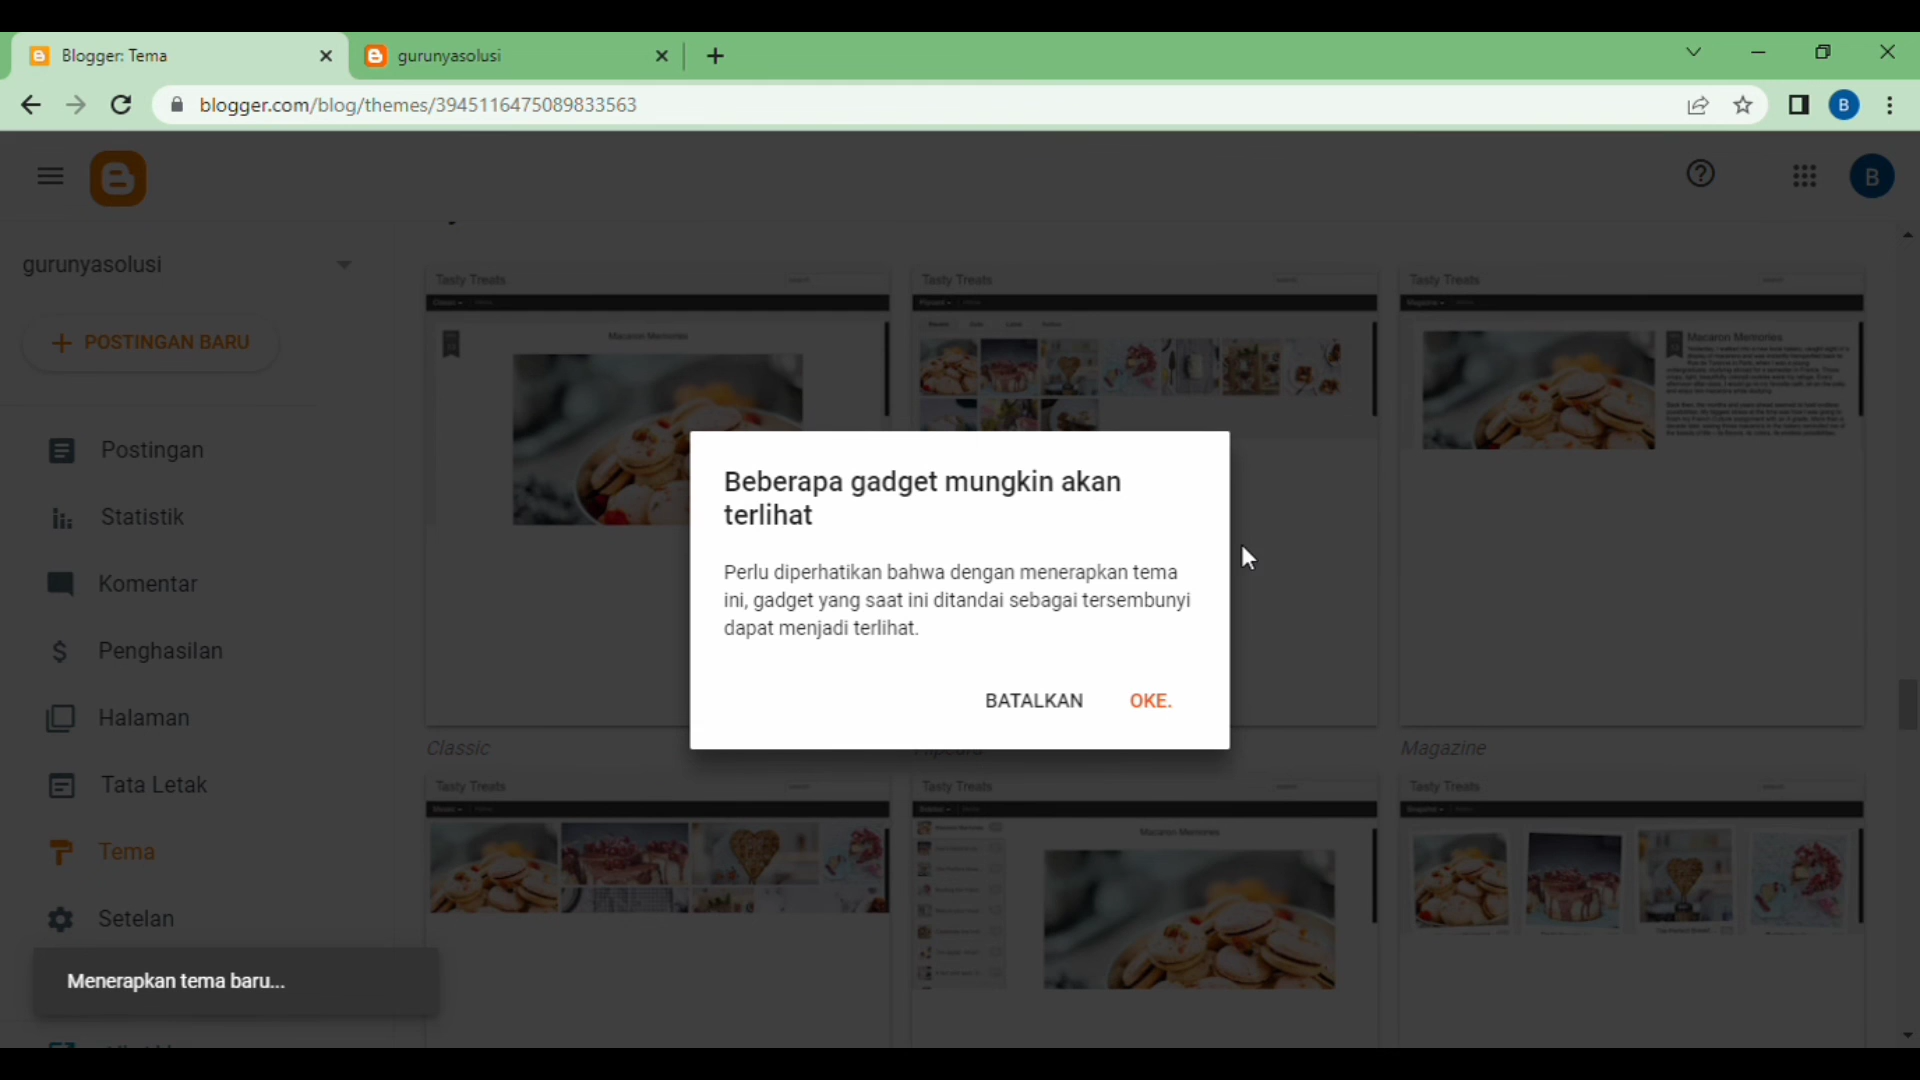 Blogger: Tema
gurunyasolusi
blogger.com/blog/themes/3945116475089833563
B
B
gurunyasolusi
POSTINGAN BARU
Postingan
Statistik
Komentar
Penghasilan
Halaman
Tata Letak
Tema
Setelan
Menerapkan tema baru...
Tasty Treats
Macaron Memories
Classic
Tasty Treats
Tasty Treats
Macaron Memories
Magazine
Beberapa gadget mungkin akan
terlihat
Perlu diperhatikan bahwa dengan menerapkan tema
ini, gadget yang saat ini ditandai sebagai tersembunyi
dapat menjadi terlihat.
BATALKAN
OKE.
Tasty Treats
Tasty Treats
Macaron Memories
Tasty Treats